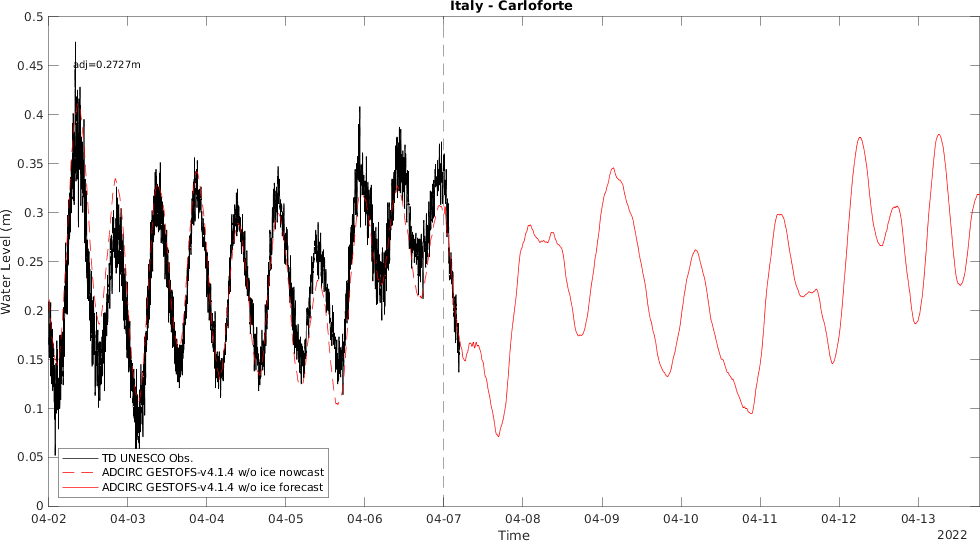 Italy - Carloforte
0.5
0.45
0.4
0.35
0.3
0.25
0.2
0.15
0.1
0.05
0
Water Level (m)
adj=0.2727m
TD UNESCO Obs.
ADCIRC GESTOFS-v4.1.4 w/o ice nowcast
ADCIRC GESTOFS-v4.1.4 w/o ice forecast
04-02 04-03 04-04 04-05 04-06 04-07 04-08 04-09 04-10 04-11 04-12 04-13
Time
2022